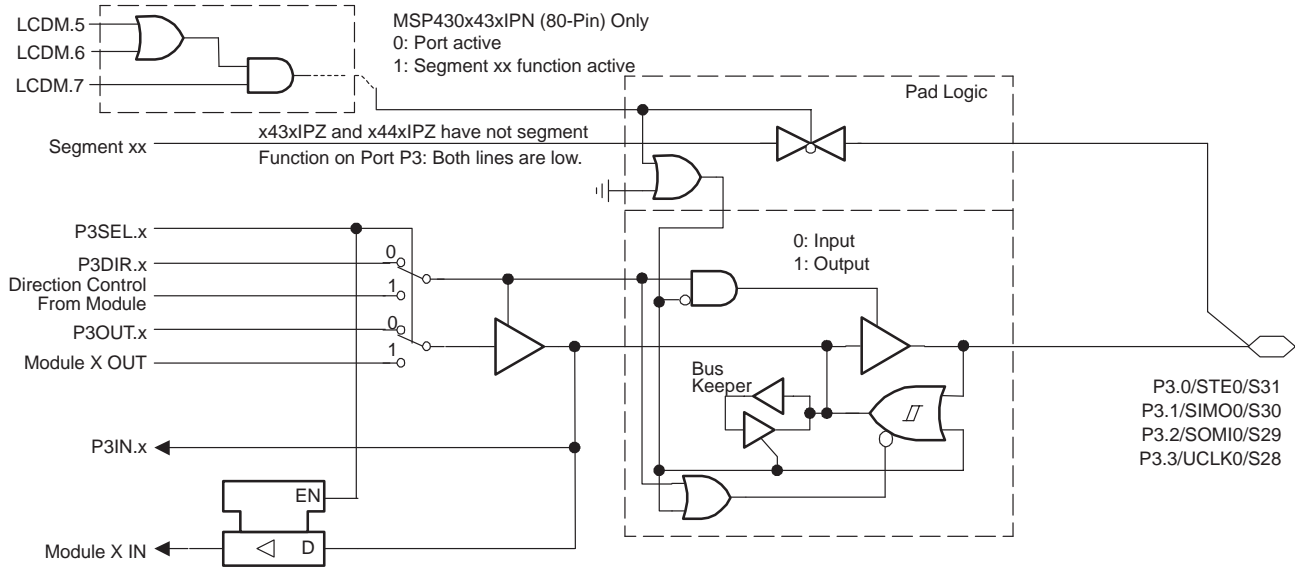 LCDM.5
LCDM.6
LCDM.7
MSP430x43xIPN (80-Pin) Only
0: Port active
1: Segment xx function active
Pad Logic
x43xIPZ and x44xIPZ have not segment
Function on Port P3: Both lines are low.
Segment xx
P3SEL.x
P3DIR.x
0
Direction Control
From Module
1
P3OUT.x
0
Module X OUT
1
0: Input
1: Output
Bus
Keeper
P3IN.x
EN
D
Module X IN
P3.0/STE0/S31
P3.1/SIMO0/S30
P3.2/SOMI0/S29
P3.3/UCLK0/S28